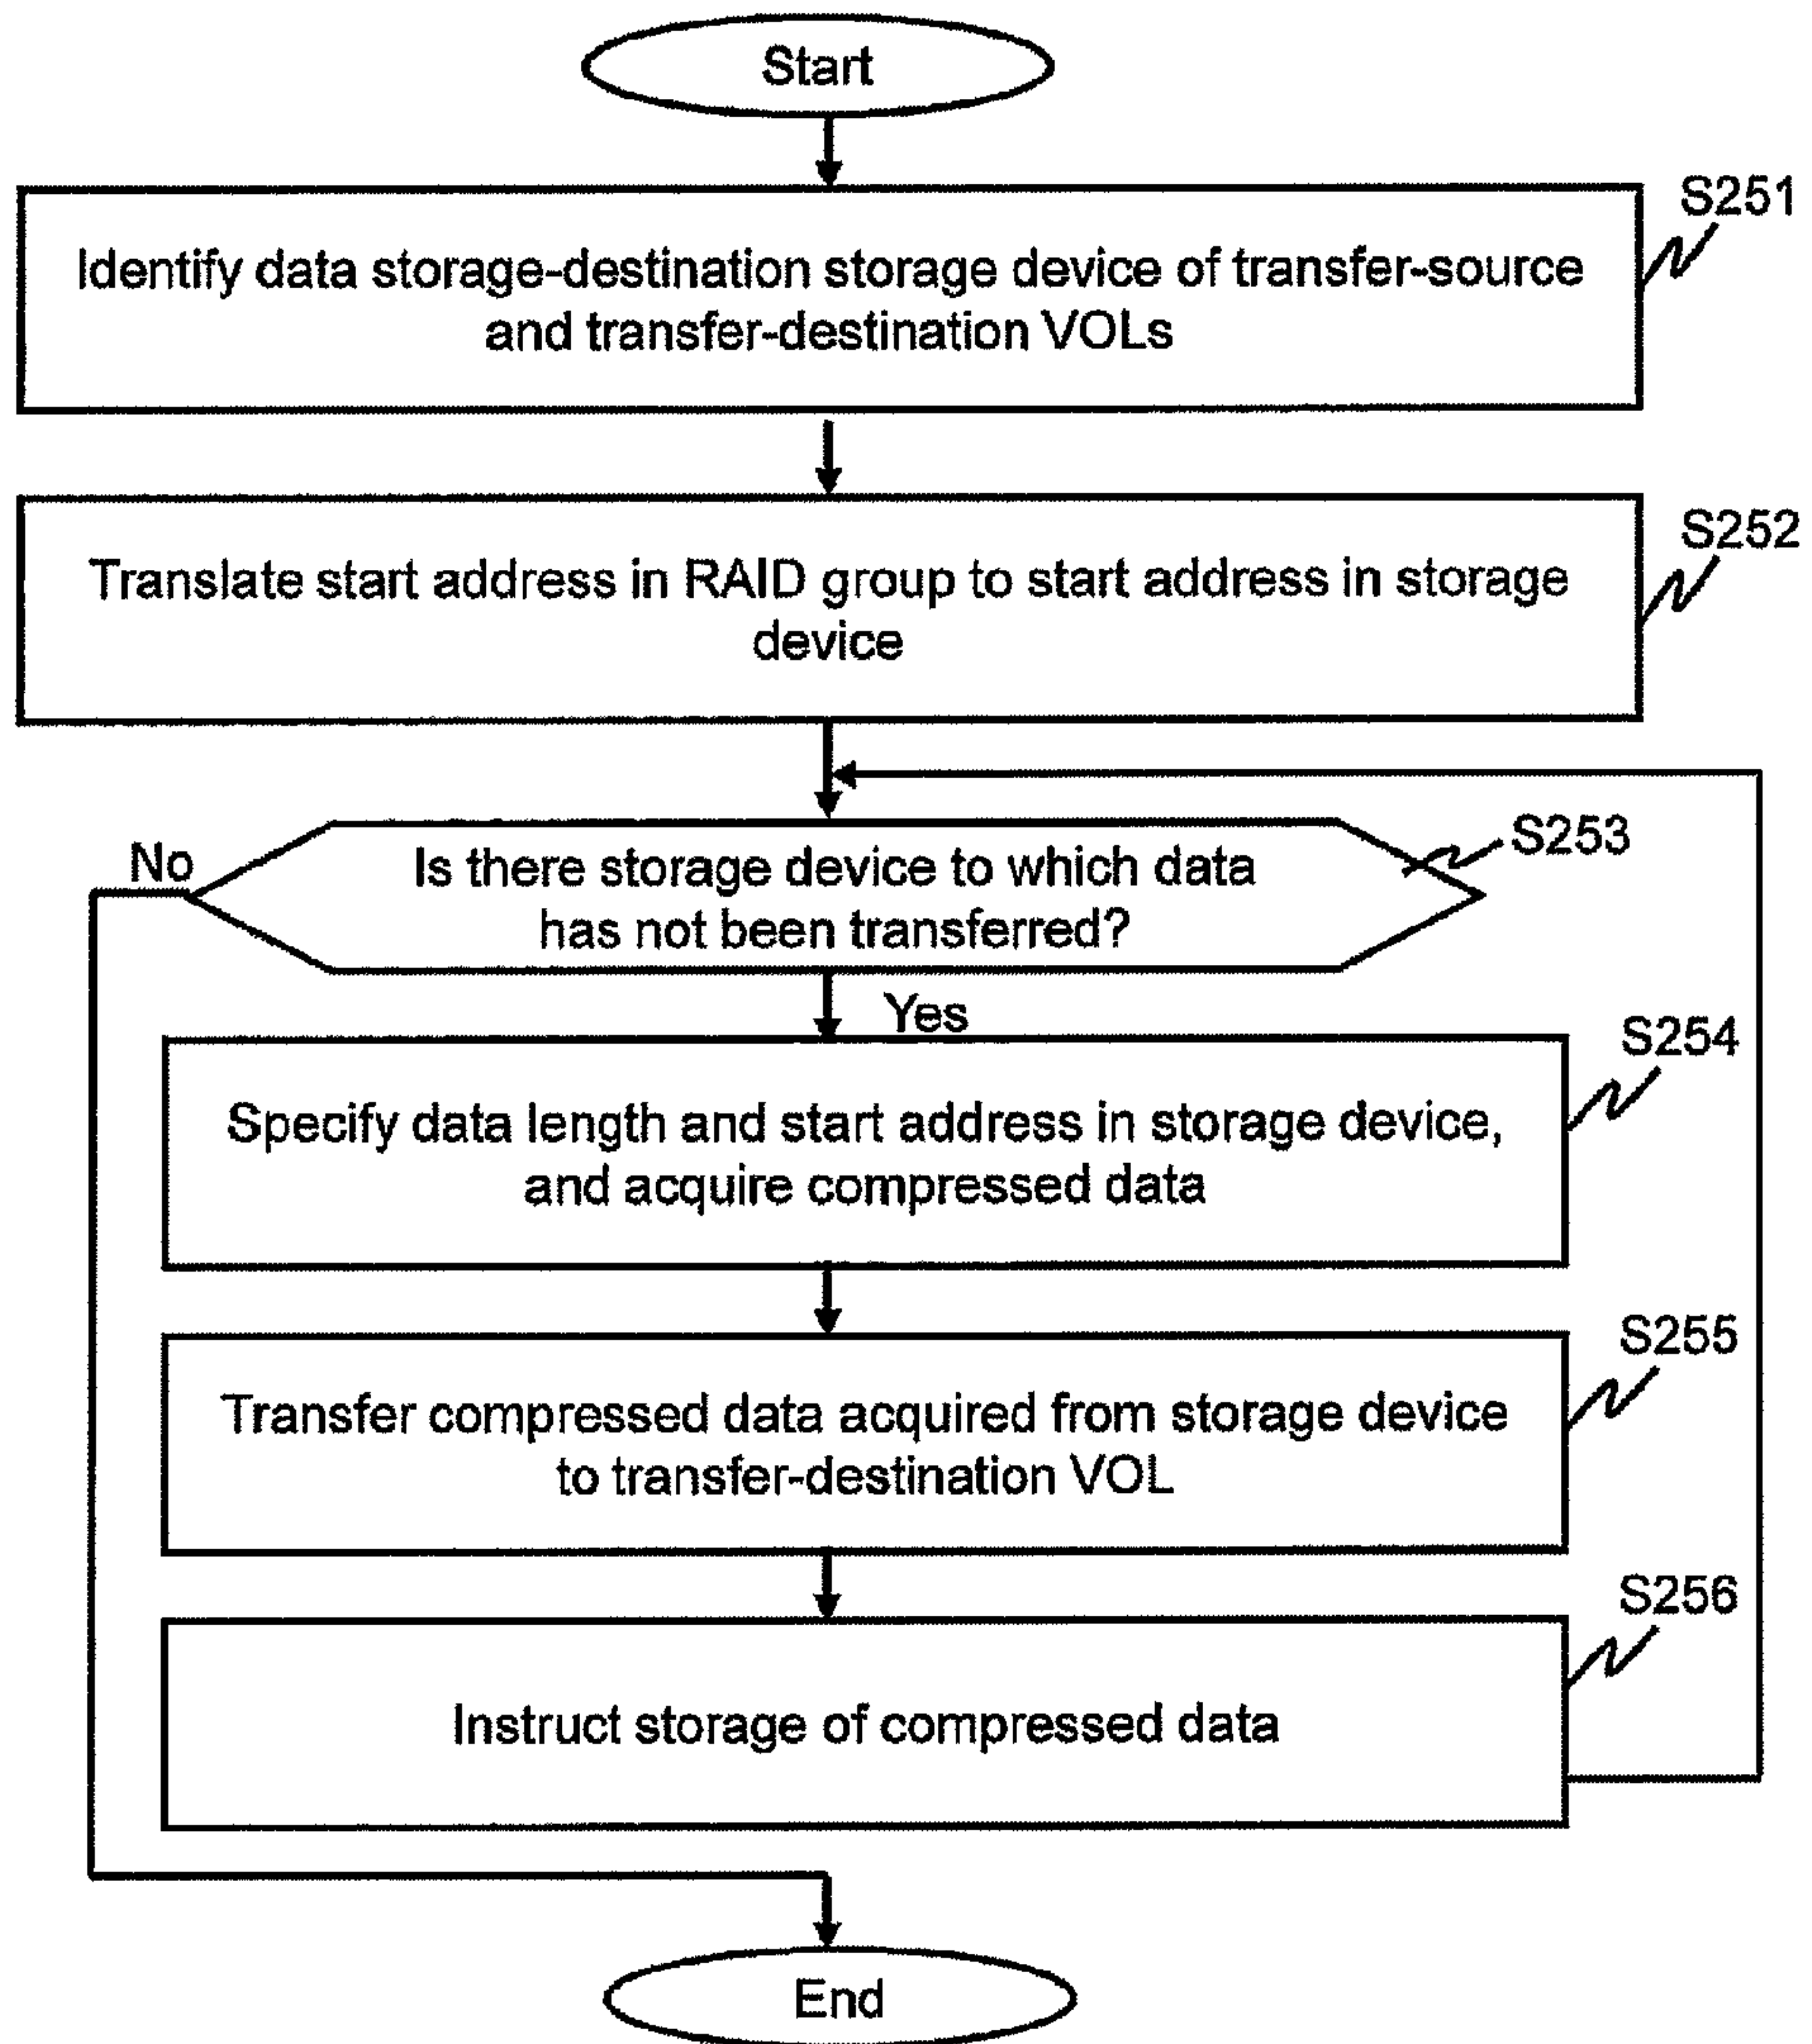 Start
S251
Identify data storage-destination storage device of transfer-source
and transfer-destination VOLs
S252
Translate start address in RAID group to start address in storage
device
No
S253
Is there storage device to which data
has not been transferred?
Yes
S254
Specify data length and start address in storage device,
and acquire compressed data
S255
Transfer compressed data acquired from storage device
to transfer-destination VOL
S256
Instruct storage of compressed data
End